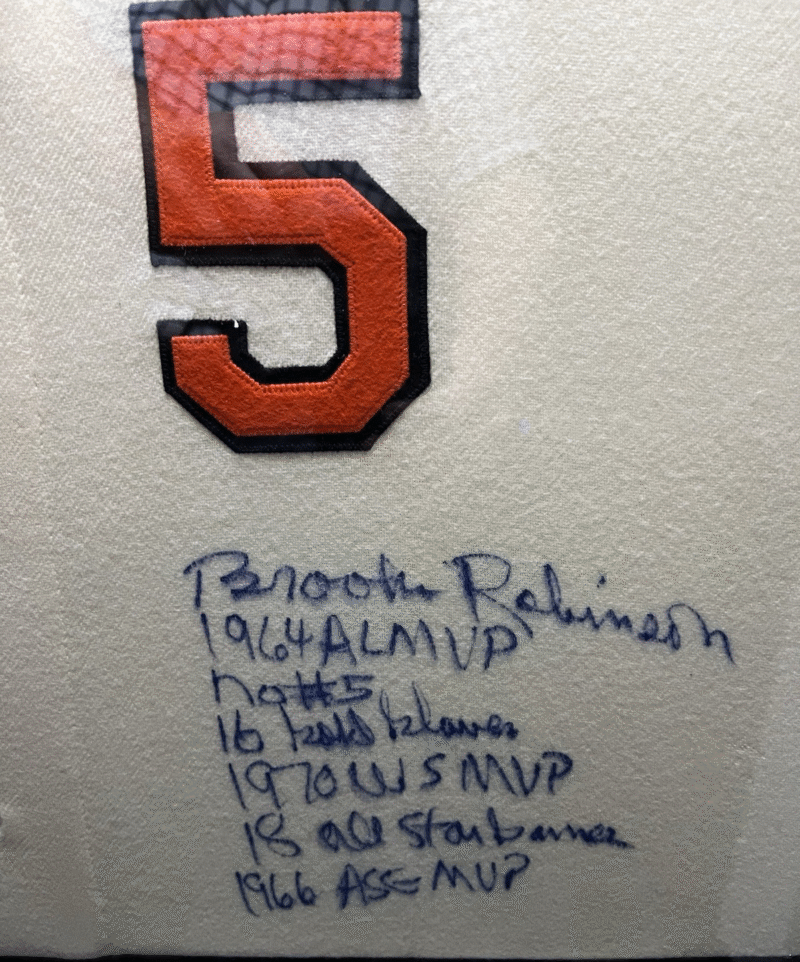 5
Brooks Robinson
1964 AL MVP
no #5
16 Gold Gloves
1970 WS MVP
18 all Star Games
1966 ASG MVP